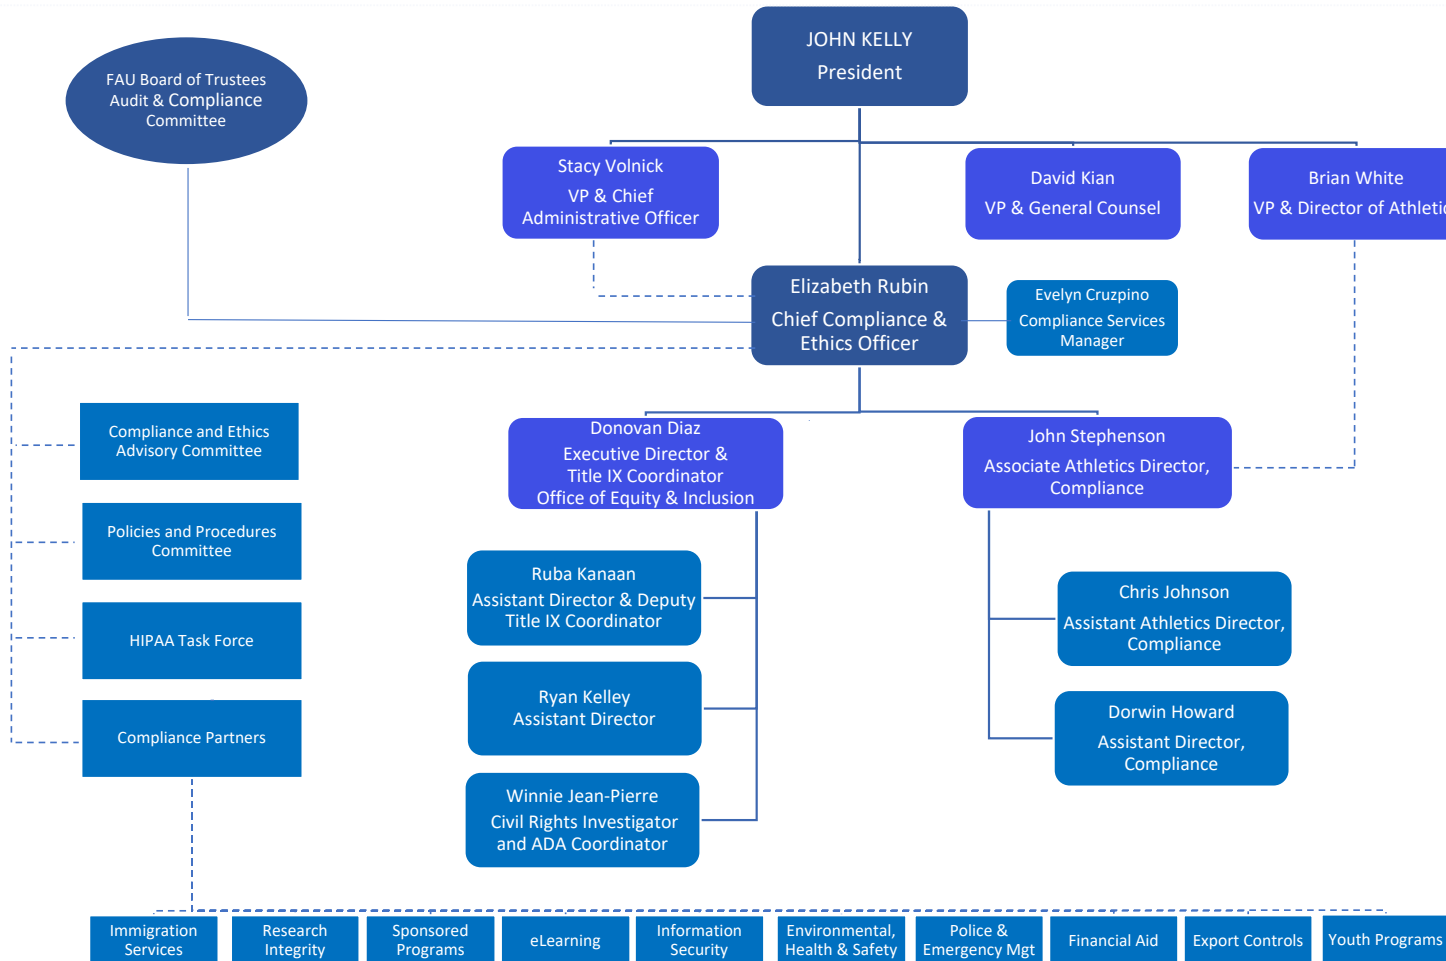 JOHN KELLY
President
FAU Board of Trustees
Audit & Compliance
Committee
Stacy Volnick
VP & Chief
Administrative Officer
David Kian
VP & General Counsel
Brian White
VP & Director of Athletic
Elizabeth Rubin
Chief Compliance &
Ethics Officer
Evelyn Cruzpino
Compliance Services
Manager
Compliance and Ethics
Advisory Committee
Policies and Procedures
Committee
HIPAA Task Force
Compliance Partners
Donovan Diaz
Executive Director &
Title IX Coordinator
Office of Equity & Inclusion
Ruba Kanaan
Assistant Director & Deputy
Title IX Coordinator
Ryan Kelley
Assistant Director
Winnie Jean-Pierre
Civil Rights Investigator
and ADA Coordinator
John Stephenson
Associate Athletics Director,
Compliance
Chris Johnson
Assistant Athletics Director,
Compliance
Dorwin Howard
Assistant Director,
Compliance
Immigration
Services
Research
Integrity
Sponsored
Programs
eLearning
Information
Security
Environmental,
Health & Safety
Police &
Emergency Mgt
Financial Aid
Export Controls
Youth Programs